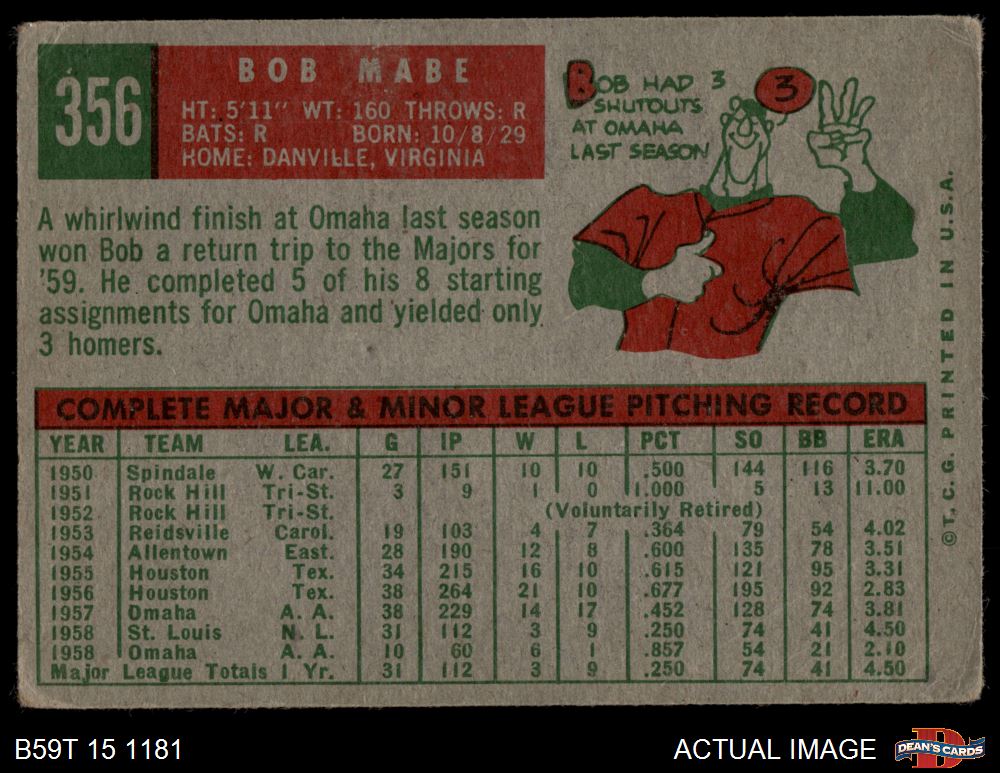 356
BOB MABE
HT: 5'11" WT: 160 THROWS: R
BATS: R BORN: 10/8/29
HOME: DANVILLE, VIRGINIA
BOB HAD 3
SHUTOUTS
AT OMAHA
LAST SEASON
3
A whirlwind finish at Omaha last season
won Bob a return trip to the Majors for
'59. He completed 5 of his 8 starting
assignments for Omaha and yielded only
3 homers.
COMPLETE MAJOR & MINOR LEAGUE PITCHING RECORD
YEAR TEAM LEA. G IP W L PCT SO BB ERA
1950 Spindale W. Car. 27 151 10 10 .500 144 116 3.70
1951 Rock Hill Tri-St. 3 9 1 0 1.000 5 13 11.00
1952 Rock Hill Tri-St. (Voluntarily Retired)
1953 Reidsville Carol. 19 103 4 7 .364 79 54 4.02
1954 Allentown East. 28 190 12 8 .600 135 78 3.51
1955 Houston Tex. 34 215 16 10 .615 121 95 3.31
1956 Houston Tex. 38 264 21 10 .677 195 92 2.83
1957 Omaha A. A. 38 229 14 17 .452 128 74 3.81
1958 St. Louis N. L. 31 112 3 9 .250 74 41 4.50
1958 Omaha A. A. 10 60 6 1 .857 54 21 2.10
Major League Totals 1 Yr. 31 112 3 9 .250 74 41 4.50
©T. C. G. PRINTED IN U.S.A.
B59T 15 1181
ACTUAL IMAGE
D
DEAN'S CARDS